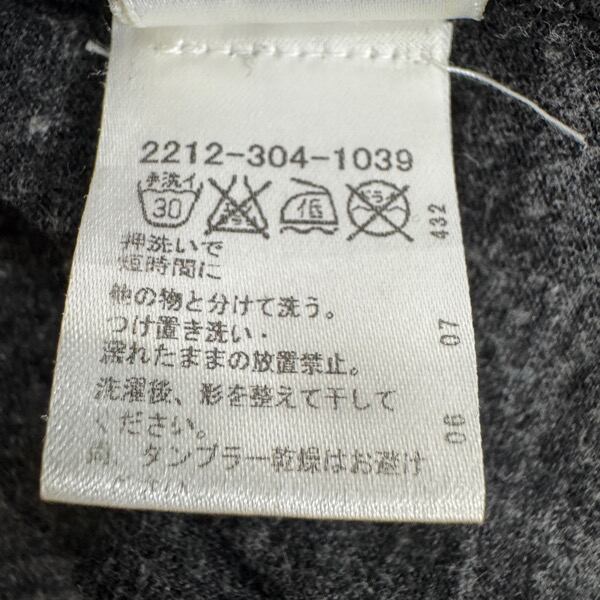 2212-304-1039
手洗イ
30
低
ドライ
押洗いで
短時間に
他の物と分けて洗う。
つけ置き洗い・
濡れたままの放置禁止。
洗濯後、形を整えて干して
ください。
尚、タンブラー乾燥はお避け
432
07
06